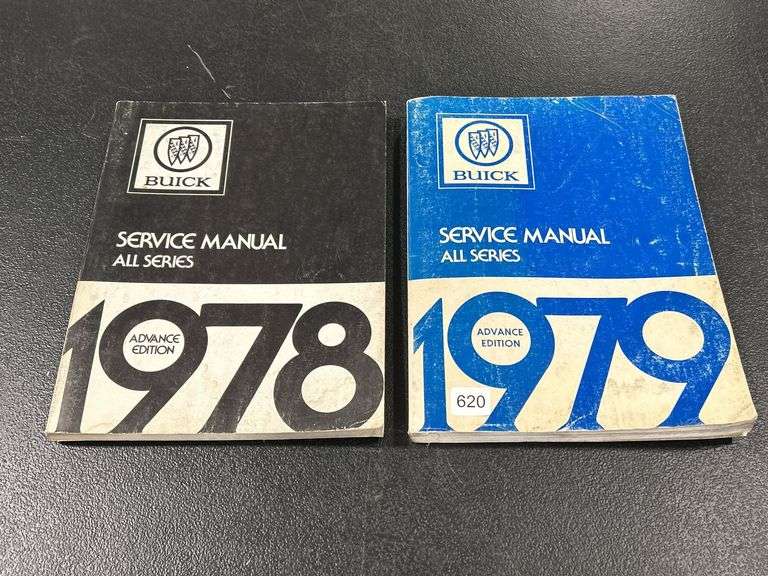 BUICK
SERVICE MANUAL
ALL SERIES
ADVANCE
EDITION
1978
BUICK
SERVICE MANUAL
ALL SERIES
ADVANCE
EDITION
1979
620